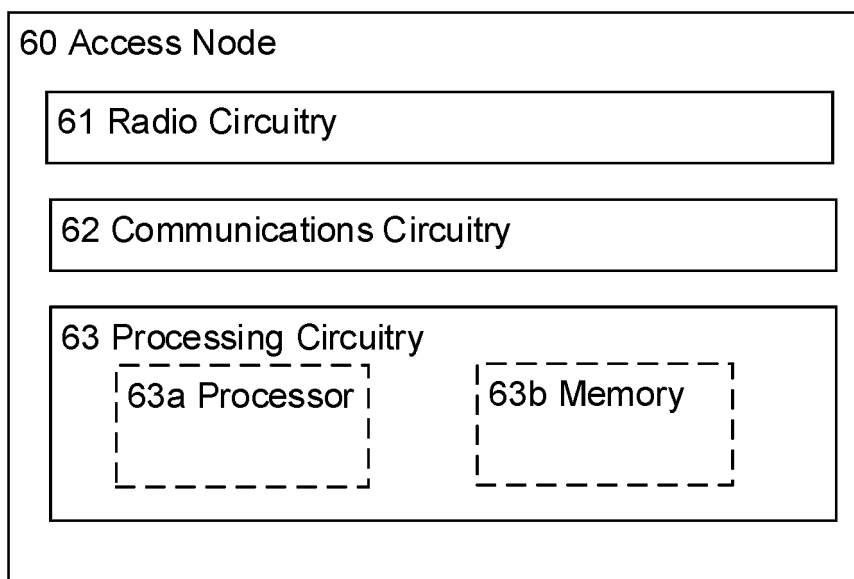 60 Access Node
61 Radio Circuitry
62 Communications Circuitry
63 Processing Circuitry
63a Processor
63b Memory